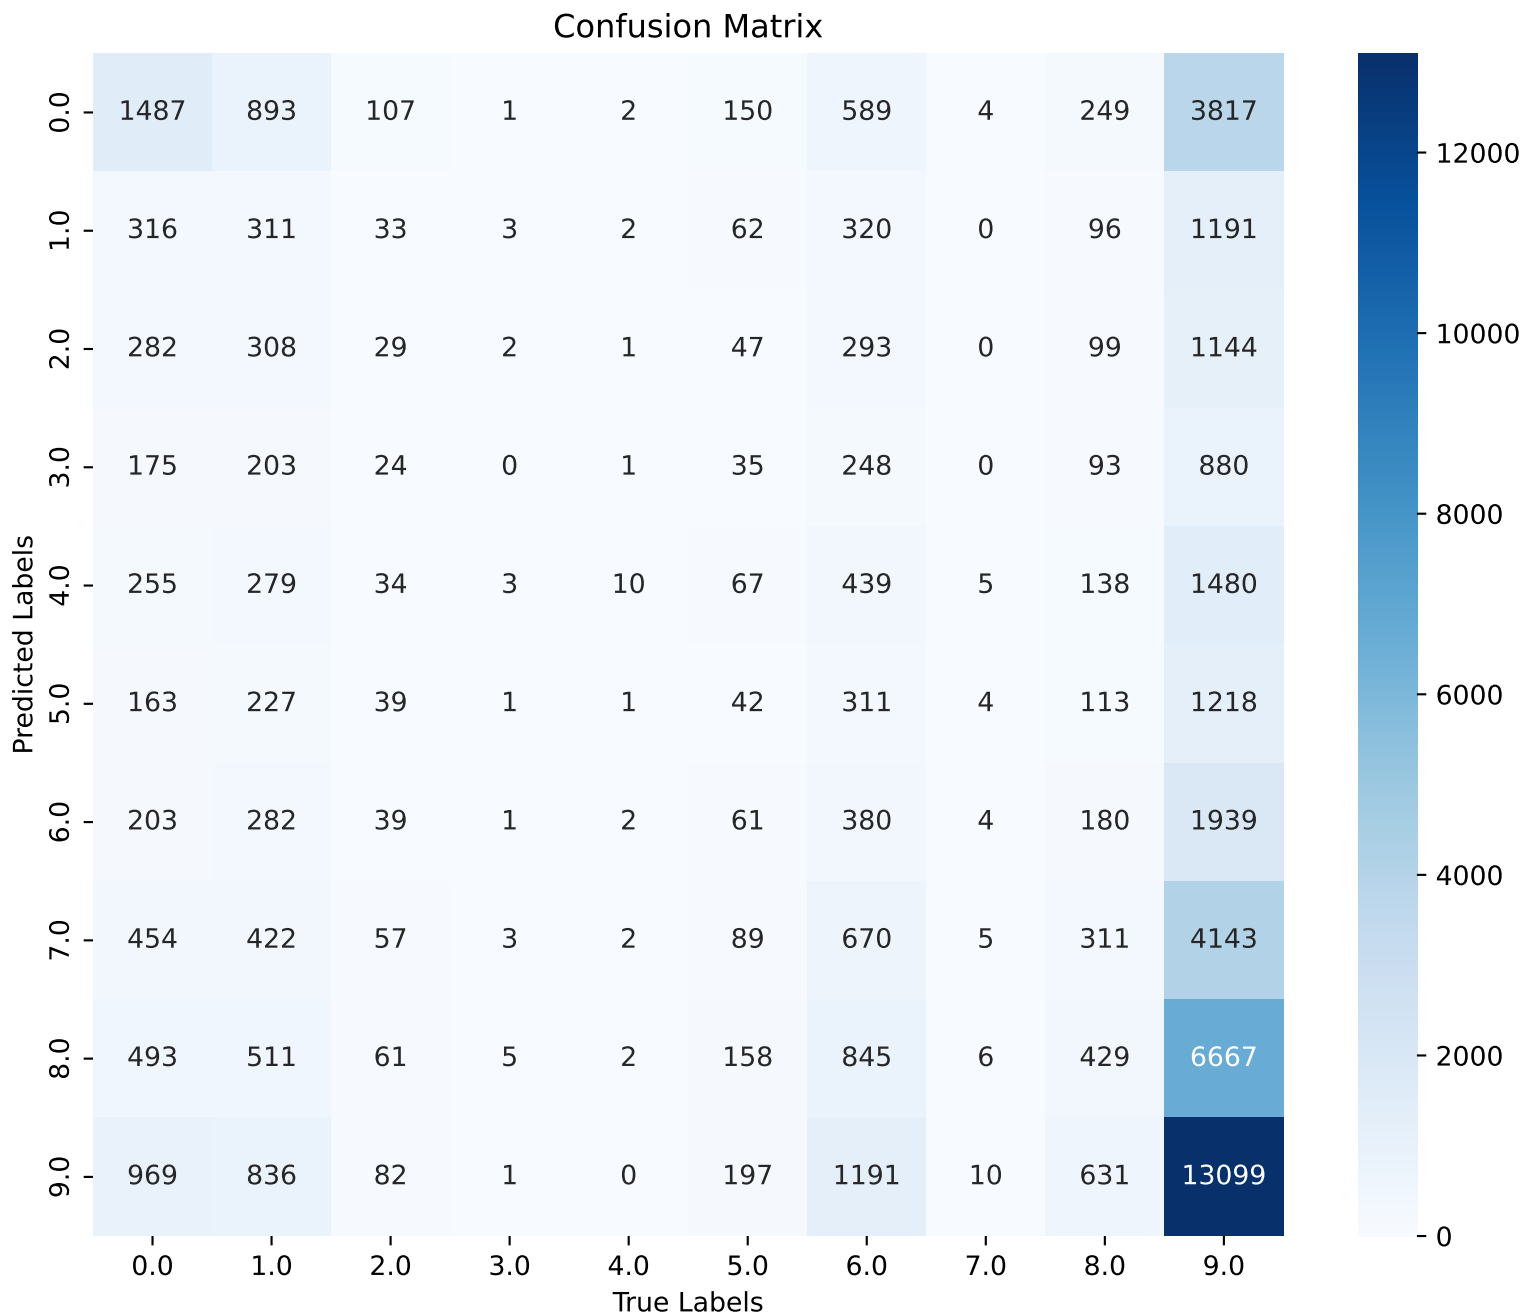 Confusion Matrix
0.0 1487 893 107 1 2 150 589 4 249 3817
1.0 316 311 33 3 2 62 320 0 96 1191
2.0 282 308 29 2 1 47 293 0 99 1144
3.0 175 203 24 0 1 35 248 0 93 880
4.0 255 279 34 3 10 67 439 5 138 1480
5.0 163 227 39 1 1 42 311 4 113 1218
6.0 203 282 39 1 2 61 380 4 180 1939
7.0 454 422 57 3 2 89 670 5 311 4143
8.0 493 511 61 5 2 158 845 6 429 6667
9.0 969 836 82 1 0 197 1191 10 631 13099
0.0 1.0 2.0 3.0 4.0 5.0 6.0 7.0 8.0 9.0
True Labels
Predicted Labels
12000
10000
8000
6000
4000
2000
0